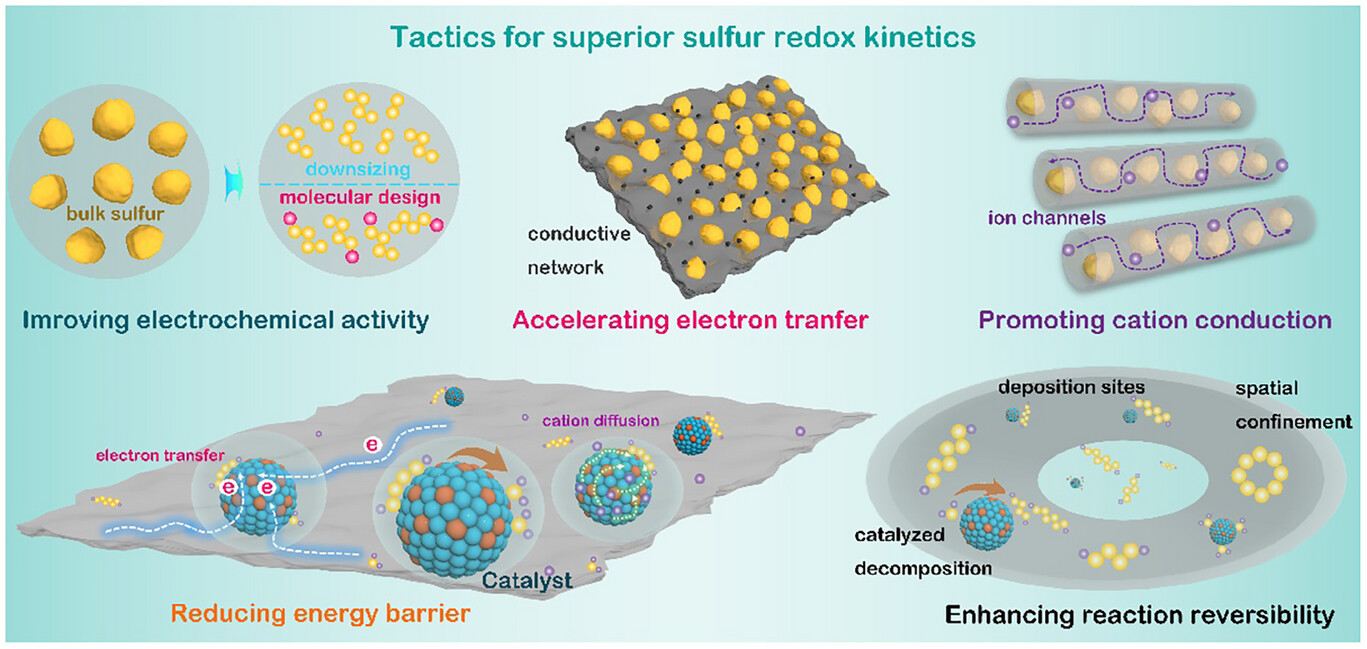 Tactics for superior sulfur redox kinetics
bulk sulfur
downsizing
molecular design
Imroving electrochemical activity
conductive
network
Accelerating electron tranfer
ion channels
Promoting cation conduction
electron transfer
e
e
e
cation diffusion
Catalyst
Reducing energy barrier
deposition sites
spatial
confinement
catalyzed
decomposition
Enhancing reaction reversibility